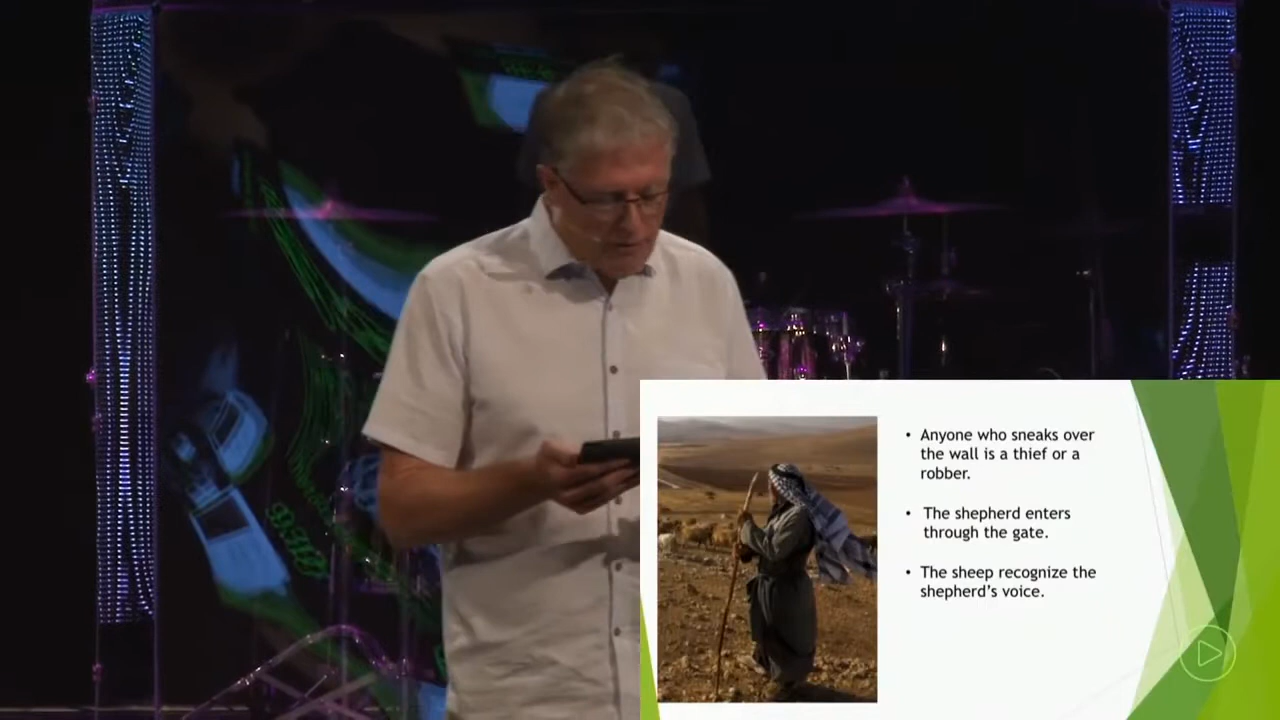 • Anyone who sneaks over
the wall is a thief or a
robber.
• The shepherd enters
through the gate.
• The sheep recognize the
shepherd's voice.